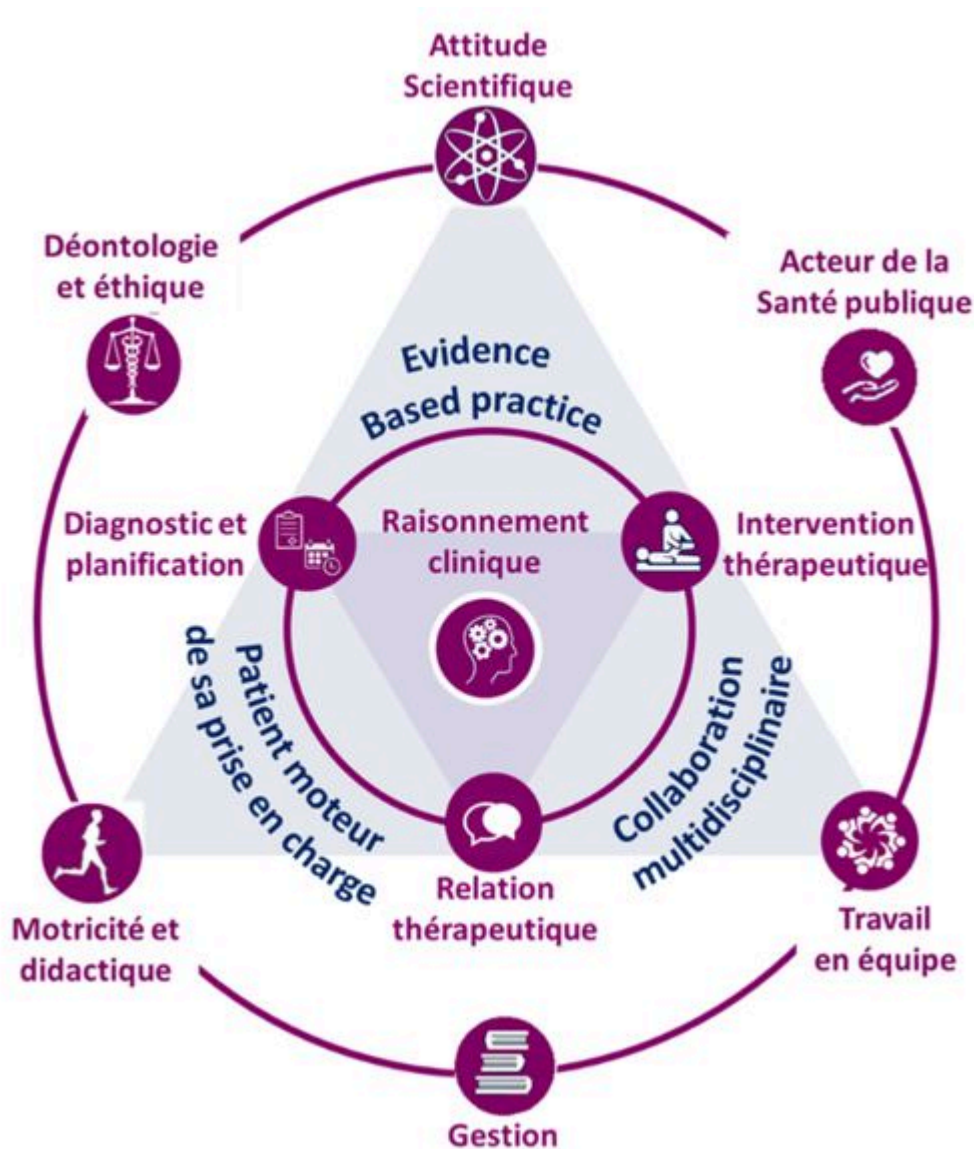 Attitude
Scientifique
Déontologie
et éthique
Acteur de la
Santé publique
Evidence
Based practice
Diagnostic et
planification
Raisonnement
clinique
Intervention
thérapeutique
Patient moteur
de sa prise en charge
Collaboration
multidisciplinaire
Relation
thérapeutique
Motricité et
didactique
Travail
en équipe
Gestion